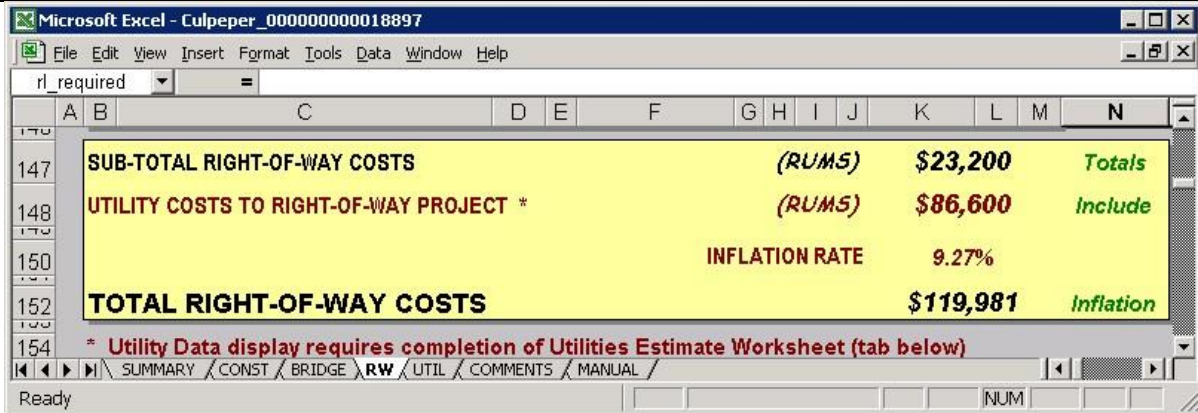 Microsoft Excel - Culpeper_000000000018897
File Edit View Insert Format Tools Data Window Help
rl_required =
A B C D E F G H I J K L M N
147 SUB-TOTAL RIGHT-OF-WAY COSTS (RUMS) $23,200 Totals
148 UTILITY COSTS TO RIGHT-OF-WAY PROJECT * (RUMS) $86,600 Include
150 INFLATION RATE 9.27%
152 TOTAL RIGHT-OF-WAY COSTS $119,981 Inflation
154 * Utility Data display requires completion of Utilities Estimate Worksheet (tab below)
SUMMARY / CONST / BRIDGE \ RW / UTIL / COMMENTS / MANUAL /
Ready NUM